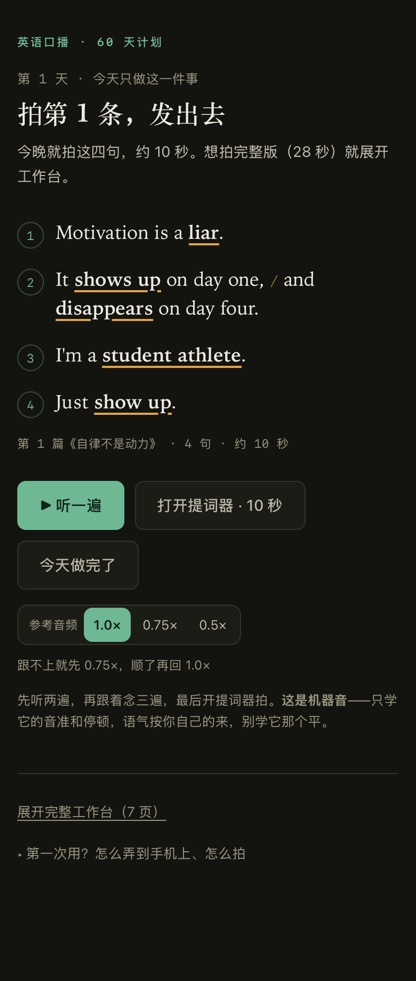 英语口播 · 60 天计划
第 1 天 · 今天只做这一件事
拍第 1 条，发出去
今晚就拍这四句，约 10 秒。想拍完整版（28 秒）就展开
工作台。
1 Motivation is a liar.
2 It shows up on day one, / and
disappears on day four.
3 I'm a student athlete.
4 Just show up.
第 1 篇《自律不是动力》 · 4 句 · 约 10 秒
▶ 听一遍 打开提词器 · 10 秒
今天做完了
参考音频 1.0× 0.75× 0.5×
跟不上就先 0.75×，顺了再回 1.0×
先听两遍，再跟着念三遍，最后开提词器拍。这是机器音——只学
它的音准和停顿，语气按你自己的来，别学它那个平。
展开完整工作台（7 页）
▸ 第一次用？怎么弄到手机上、怎么拍